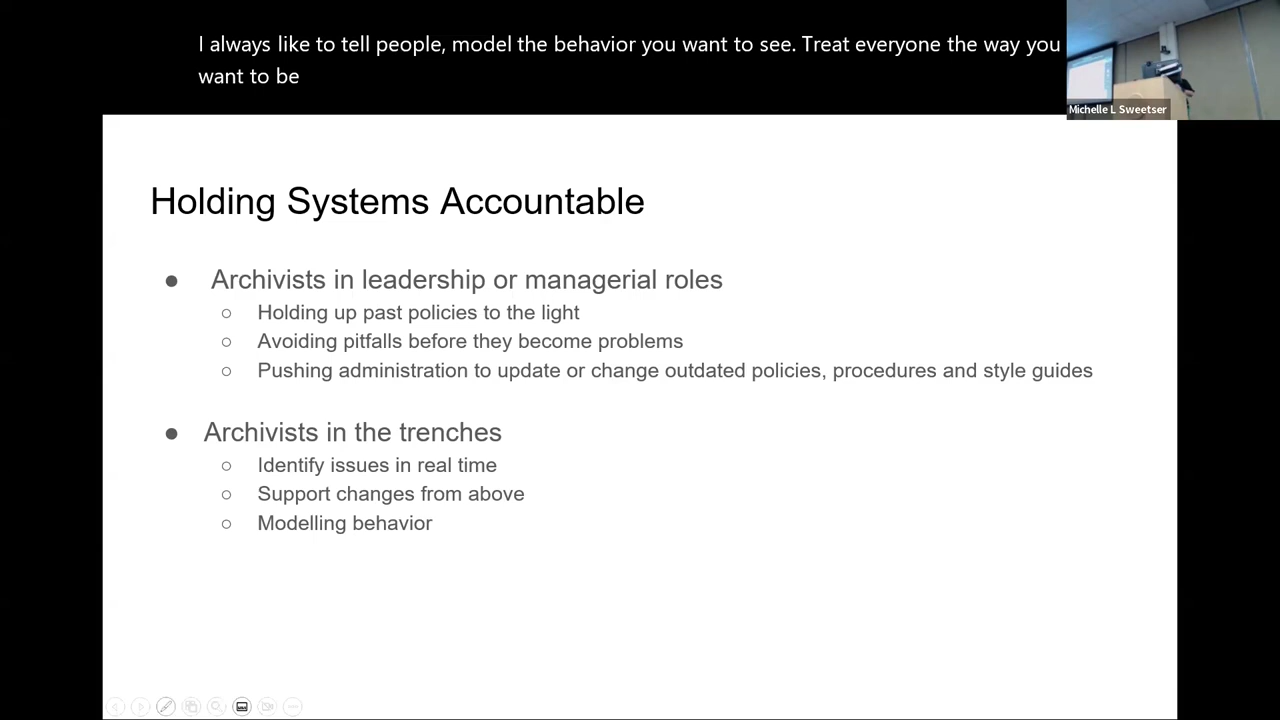 I always like to tell people, model the behavior you want to see. Treat everyone the way you
want to be
Michelle L Sweetser
Holding Systems Accountable
● Archivists in leadership or managerial roles
○ Holding up past policies to the light
○ Avoiding pitfalls before they become problems
○ Pushing administration to update or change outdated policies, procedures and style guides
● Archivists in the trenches
○ Identify issues in real time
○ Support changes from above
○ Modelling behavior